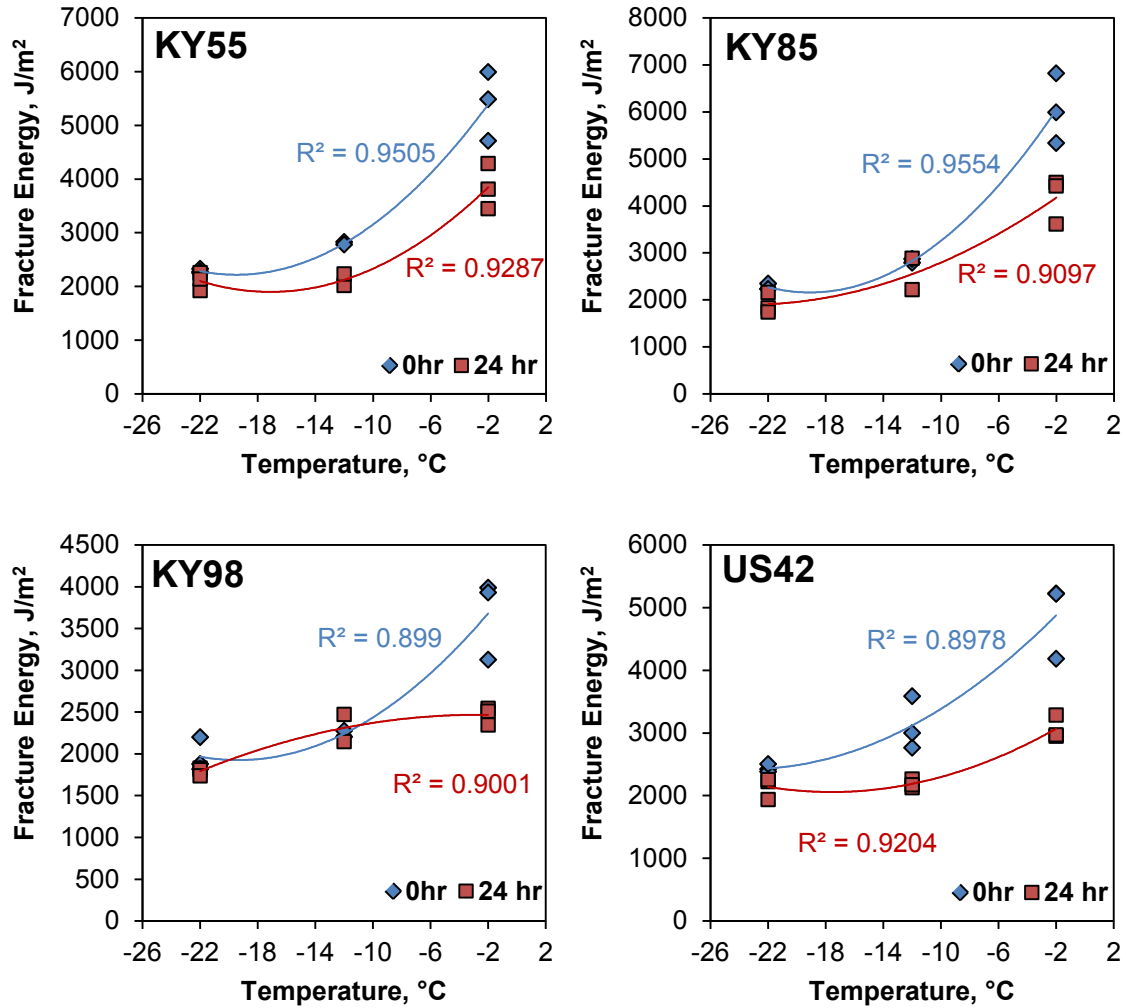 KY55
Fracture Energy, J/m²
7000
6000
5000
4000
3000
2000
1000
0
R² = 0.9505
R² = 0.9287
0hr 24 hr
-26 -22 -18 -14 -10 -6 -2 2
Temperature, °C
KY85
Fracture Energy, J/m²
8000
7000
6000
5000
4000
3000
2000
1000
0
R² = 0.9554
R² = 0.9097
0hr 24 hr
-26 -22 -18 -14 -10 -6 -2 2
Temperature, °C
KY98
Fracture Energy, J/m²
4500
4000
3500
3000
2500
2000
1500
1000
500
0
R² = 0.899
R² = 0.9001
0hr 24 hr
-26 -22 -18 -14 -10 -6 -2 2
Temperature, °C
US42
Fracture Energy, J/m²
6000
5000
4000
3000
2000
1000
0
R² = 0.8978
R² = 0.9204
0hr 24 hr
-26 -22 -18 -14 -10 -6 -2 2
Temperature, °C